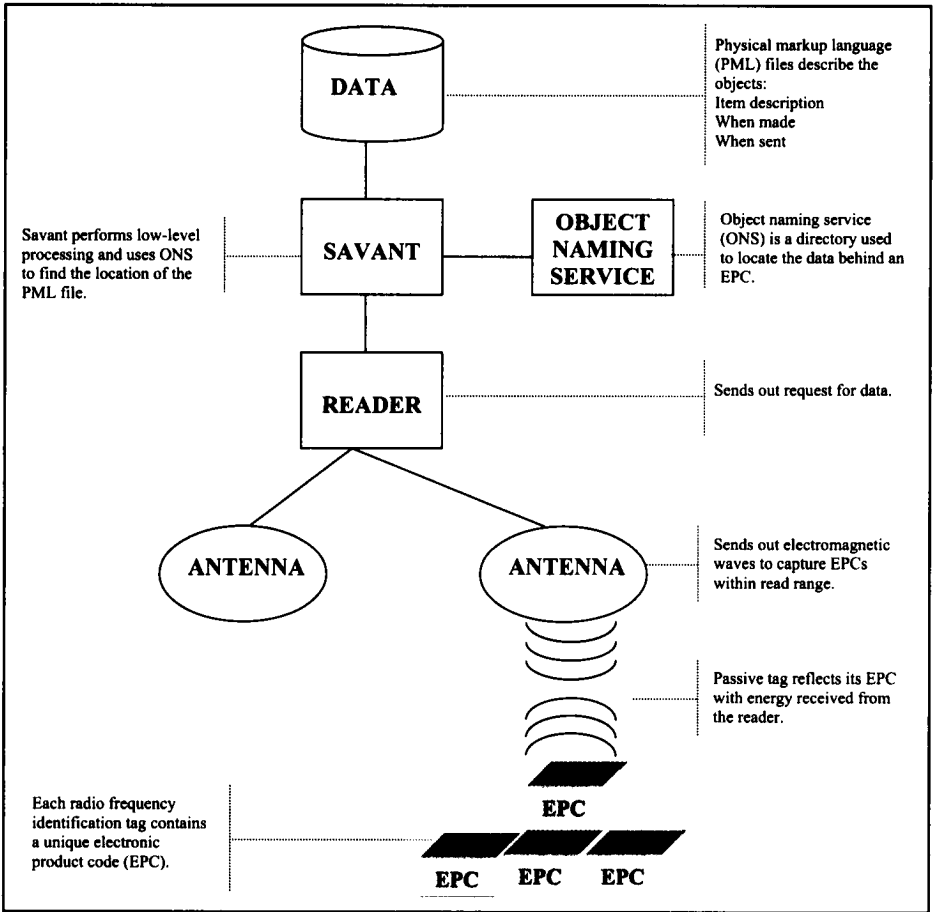 DATA
Physical markup language
(PML) files describe the
objects:
Item description
When made
When sent
Savant performs low-level
processing and uses ONS
to find the location of the
PML file.
SAVANT
OBJECT
NAMING
SERVICE
Object naming service
(ONS) is a directory used
to locate the data behind an
EPC.
READER
Sends out request for data.
ANTENNA
ANTENNA
Sends out electromagnetic
waves to capture EPCs
within read range.
Passive tag reflects its EPC
with energy received from
the reader.
EPC
Each radio frequency
identification tag contains
a unique electronic
product code (EPC).
EPC
EPC
EPC